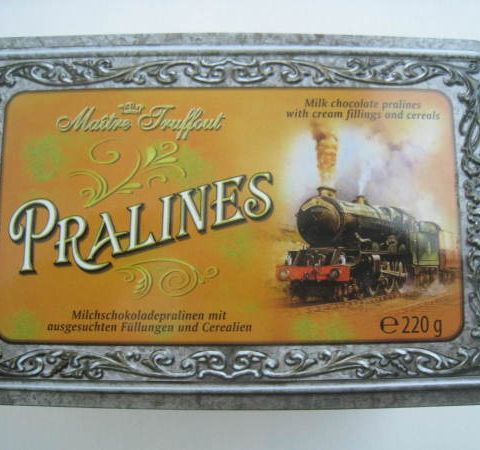 Maître Truffout
Milk chocolate pralines
with cream fillings and cereals
PRALINES
Milchschokoladepralinen mit
ausgesuchten Füllungen und Cerealien
℮220 g